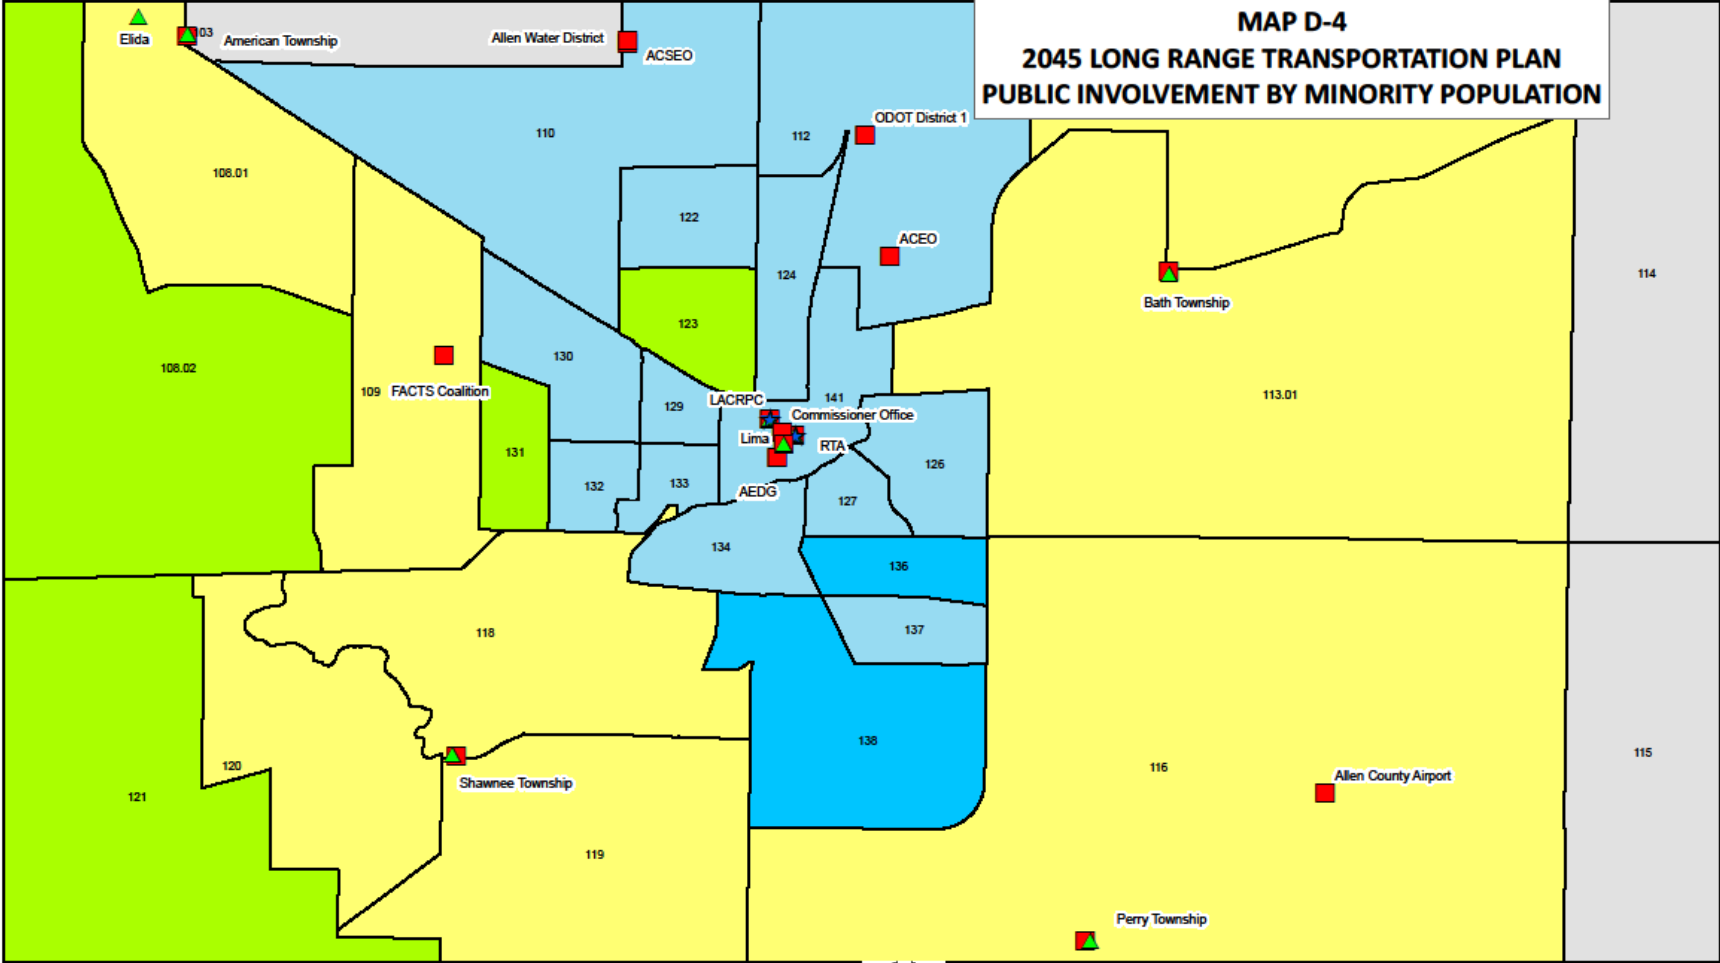 MAP D-4
2045 LONG RANGE TRANSPORTATION PLAN
PUBLIC INVOLVEMENT BY MINORITY POPULATION
Elida
103
American Township
Allen Water District
ACSEO
ODOT District 1
110
112
108.01
122
124
ACEO
114
Bath Township
123
130
108.02
109
FACTS Coalition
113.01
LACRPC
141
129
Commissioner Office
Lima
RTA
131
126
132
133
AEDG
127
134
136
118
137
138
116
115
120
121
Shawnee Township
Allen County Airport
119
Perry Township